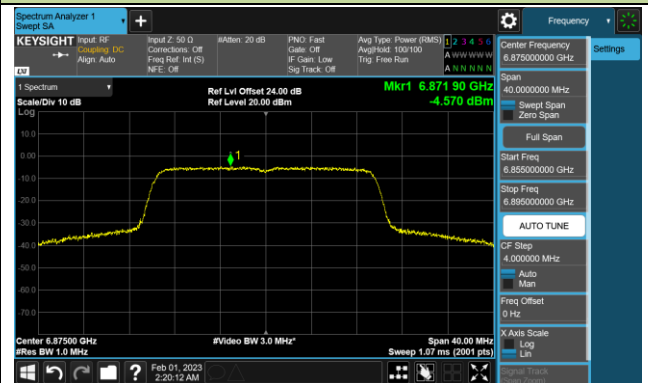 Spectrum Analyzer 1
Swept SA
+
Frequency
KEYSIGHT
Input: RF
Coupling: DC
Align: Auto
Input Z: 50 Ω
Corrections: Off
Freq Ref: Int (S)
NFE: Off
#Atten: 20 dB
PNO: Fast
Gate: Off
IF Gain: Low
Sig Track: Off
Avg Type: Power (RMS)
Avg|Hold: 100/100
Trig: Free Run
1 2 3 4 5 6
A W W W W W
A N N N N N
LXI
1 Spectrum
Scale/Div 10 dB
Log
Ref Lvl Offset 24.00 dB
Ref Level 20.00 dBm
Mkr1 6.871 90 GHz
-4.570 dBm
1
10.0
0.00
-10.0
-20.0
-30.0
-40.0
-50.0
-60.0
-70.0
Center 6.87500 GHz
#Res BW 1.0 MHz
#Video BW 3.0 MHz*
Span 40.00 MHz
Sweep 1.07 ms (2001 pts)
Center Frequency
6.875000000 GHz
Settings
Span
40.0000000 MHz
Swept Span
Zero Span
Full Span
Start Freq
6.855000000 GHz
Stop Freq
6.895000000 GHz
AUTO TUNE
CF Step
4.000000 MHz
Auto
Man
Freq Offset
0 Hz
X Axis Scale
Log
Lin
Signal Track
(Span Zoom)
?
Feb 01, 2023
2:20:12 AM